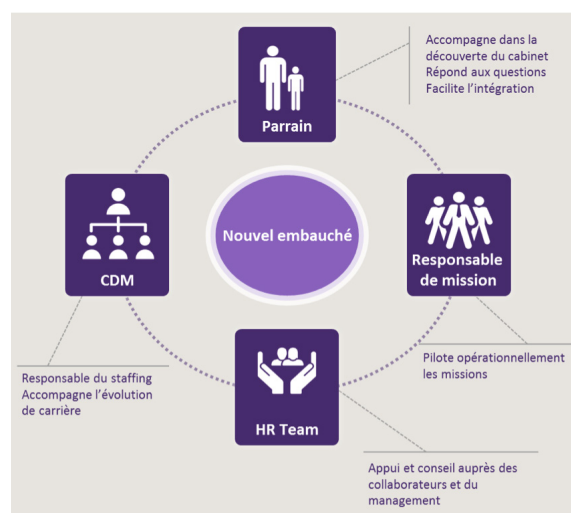 Accompagne dans la
découverte du cabinet
Répond aux questions
Facilite l'intégration
Parrain
Nouvel embauché
CDM
Responsable
de mission
Responsable du staffing
Accompagne l'évolution
de carrière
Pilote opérationnellement
les missions
HR Team
Appui et conseil auprès des
collaborateurs et du
management